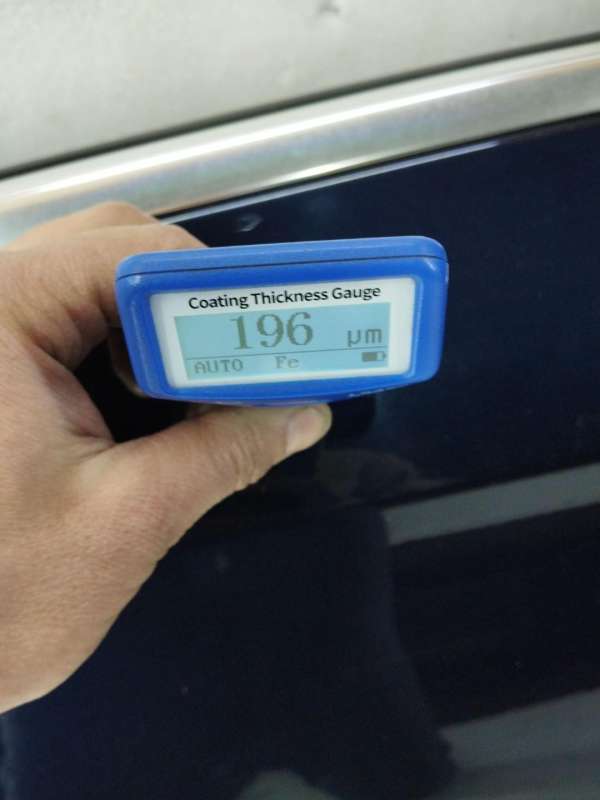 Coating Thickness Gauge
196 µm
AUTO Fe